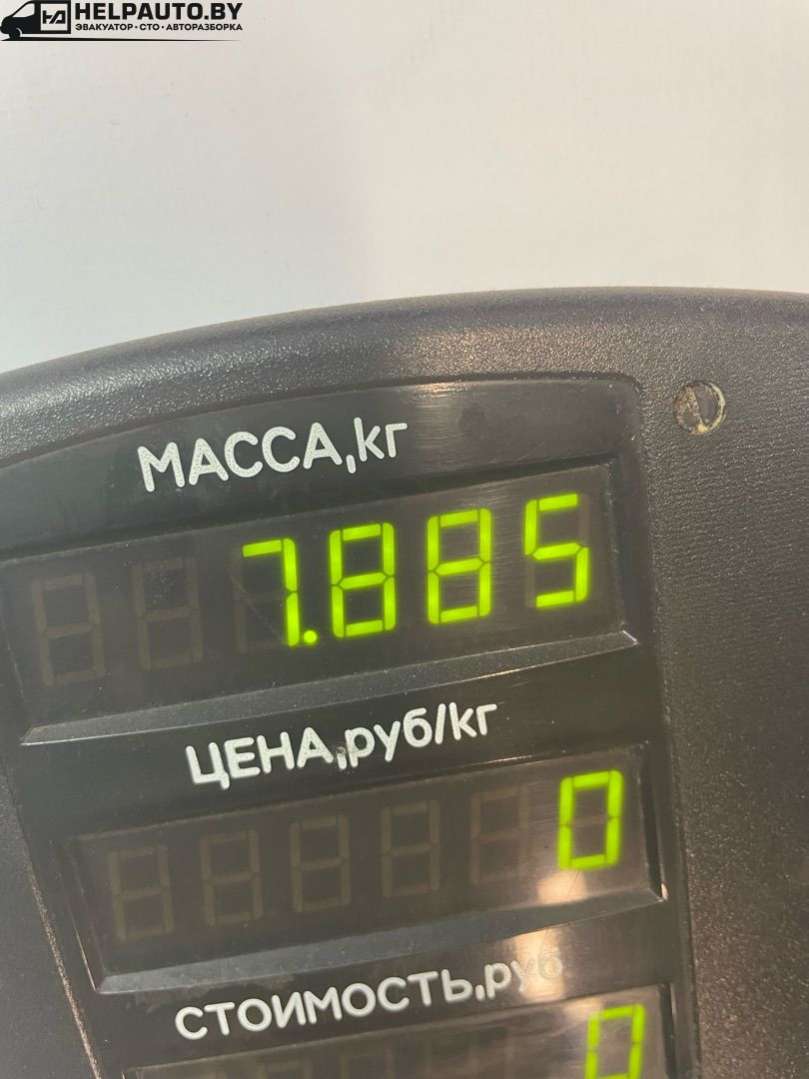 HELPAUTO.BY
ЭВАКУАТОР • СТО • АВТОРАЗБОРКА
МАССА,кг
7.885
ЦЕНА,руб/кг
0
СТОИМОСТЬ,руб
0